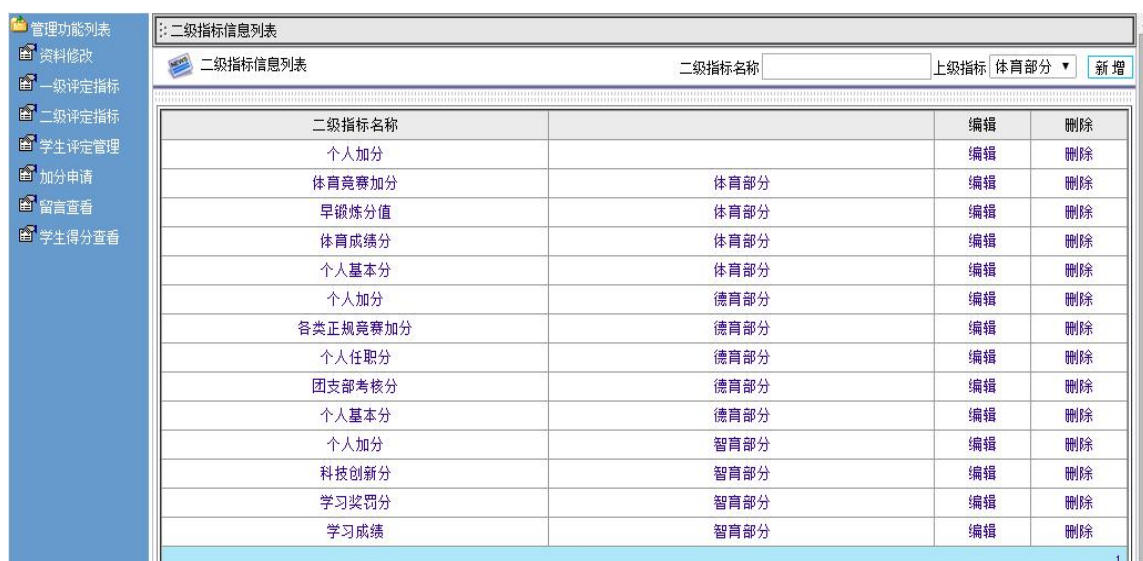 管理功能列表
资料修改
一级评定指标
二级评定指标
学生评定管理
加分申请
留言查看
学生得分查看
二级指标信息列表
NEWS 二级指标信息列表 二级指标名称 上级指标 体育部分 ▼ 新增
二级指标名称 编辑 删除
个人加分 编辑 删除
体育竞赛加分 体育部分 编辑 删除
早锻炼分值 体育部分 编辑 删除
体育成绩分 体育部分 编辑 删除
个人基本分 体育部分 编辑 删除
个人加分 德育部分 编辑 删除
各类正规竞赛加分 德育部分 编辑 删除
个人任职分 德育部分 编辑 删除
团支部考核分 德育部分 编辑 删除
个人基本分 德育部分 编辑 删除
个人加分 智育部分 编辑 删除
科技创新分 智育部分 编辑 删除
学习奖罚分 智育部分 编辑 删除
学习成绩 智育部分 编辑 删除
1